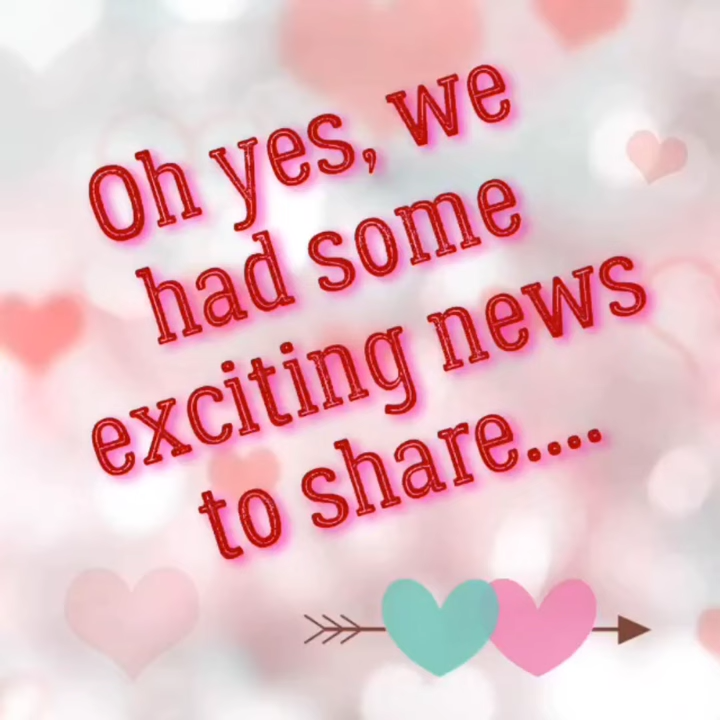 Oh yes, we
had some
exciting news
to share....